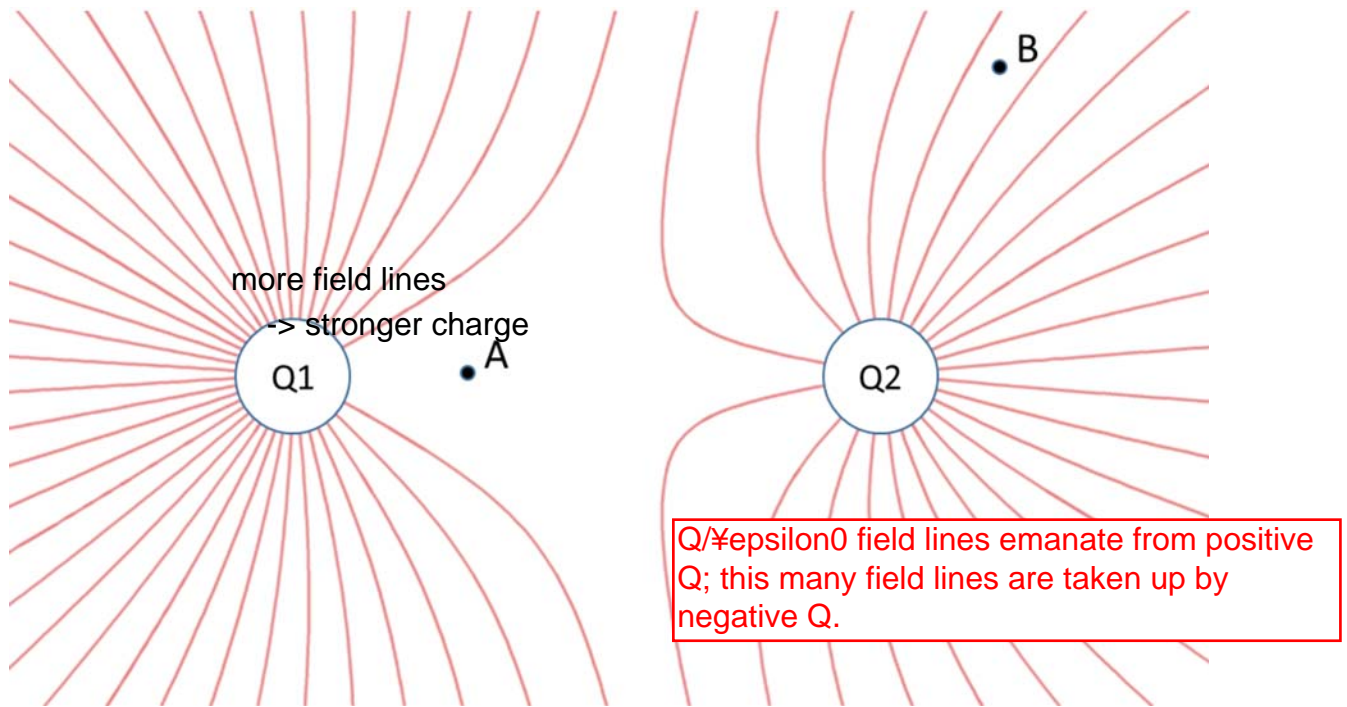 B
more field lines
-> stronger charge
A
Q1
Q2
Q/¥epsilon0 field lines emanate from positive
Q; this many field lines are taken up by
negative Q.